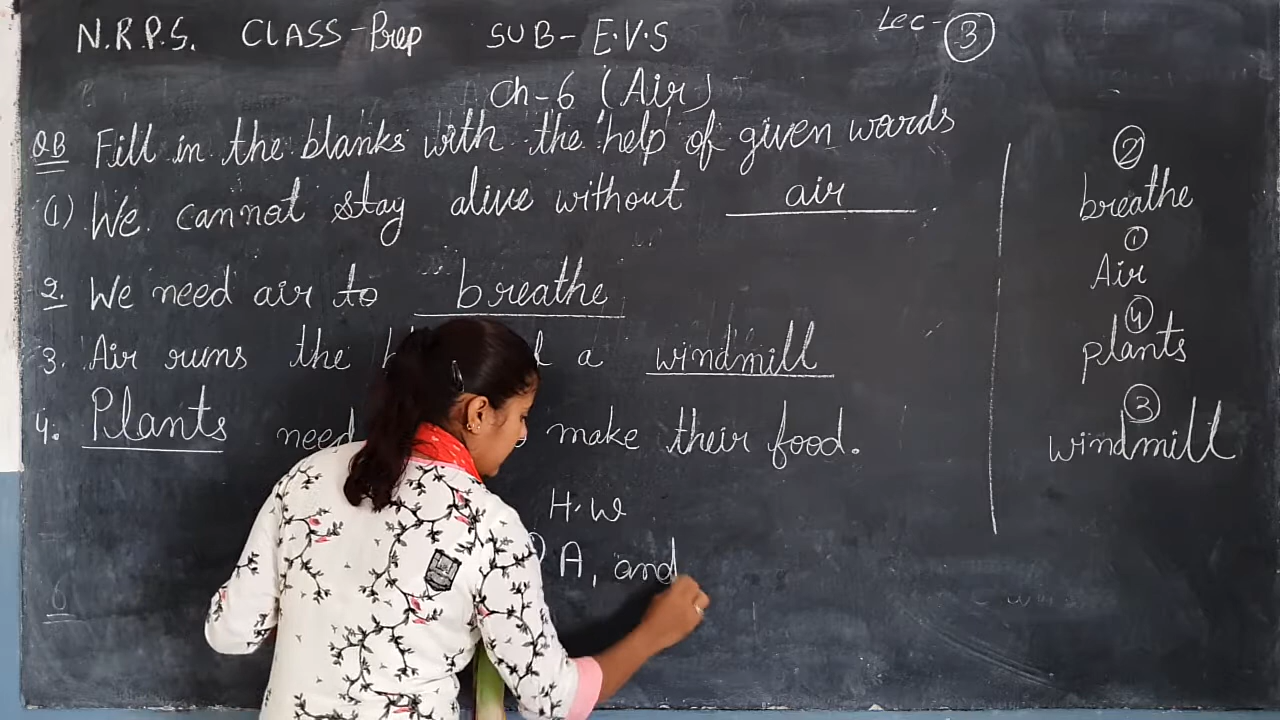 N.R.P.S. CLASS-Prep SUB- E.V.S Lec- 3
Ch-6 (Air)
QB Fill in the blanks with the help of given words
(1) We cannot stay alive without air.
2. We need air to breathe
3. Air runs the a windmill
4. Plants need make their food.
H.W
A, and
2
breathe
1
Air
4
plants
3
windmill